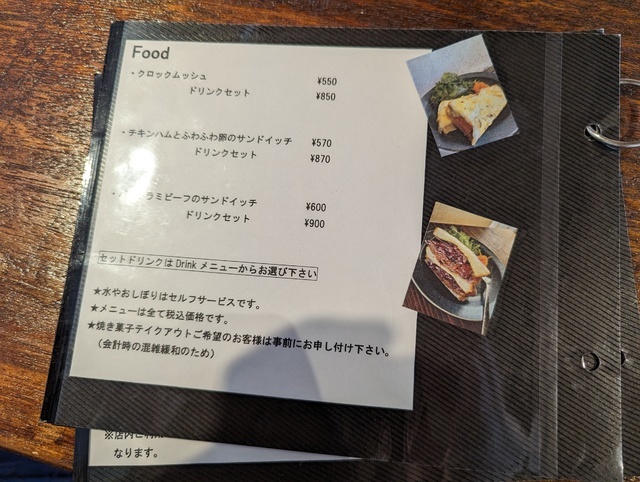 Food
・クロックムッシュ ¥550
ドリンクセット ¥850
・チキンハムとふわふわ卵のサンドイッチ ¥570
ドリンクセット ¥870
ラミビーフのサンドイッチ ¥600
ドリンクセット ¥900
セットドリンクは Drink メニューからお選び下さい
★水やおしぼりはセルフサービスです。
★メニューは全て税込価格です。
★焼き菓子テイクアウトご希望のお客様は事前にお申し付け下さい。
（会計時の混雑緩和のため）
なります。